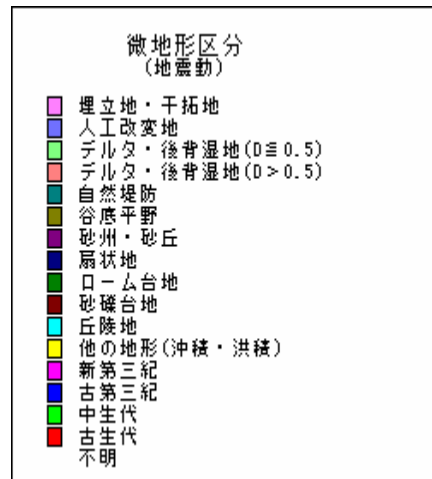 微地形区分
(地震動)
埋立地・干拓地
人工改変地
デルタ・後背湿地(D≦0.5)
デルタ・後背湿地(D>0.5)
自然堤防
谷底平野
砂州・砂丘
扇状地
ローム台地
砂礫台地
丘陵地
他の地形(沖積・洪積)
新第三紀
古第三紀
中生代
古生代
不明